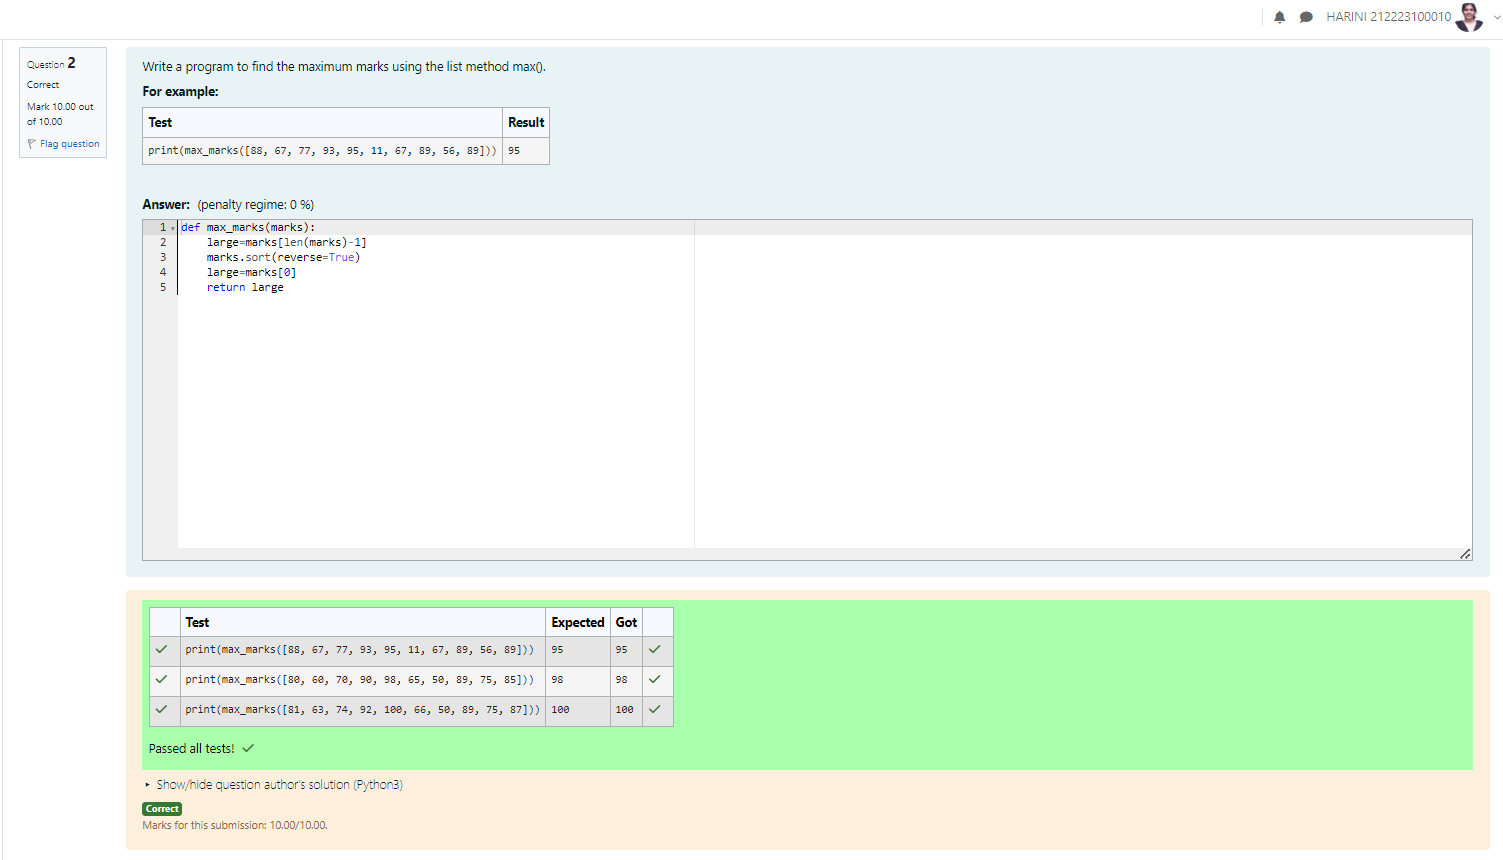 HARINI 212223100010
Question 2
Correct
Mark 10.00 out
of 10.00
Flag question
Write a program to find the maximum marks using the list method max().
For example:
Test Result
print(max_marks([88, 67, 77, 93, 95, 11, 67, 89, 56, 89])) 95
Answer: (penalty regime: 0 %)
1 def max_marks(marks):
2 large=marks[len(marks)-1]
3 marks.sort(reverse=True)
4 large=marks[0]
5 return large
Test Expected Got
print(max_marks([88, 67, 77, 93, 95, 11, 67, 89, 56, 89])) 95 95
print(max_marks([80, 60, 70, 90, 98, 65, 50, 89, 75, 85])) 98 98
print(max_marks([81, 63, 74, 92, 100, 66, 50, 89, 75, 87])) 100 100
Passed all tests!
Show/hide question author's solution (Python3)
Correct
Marks for this submission: 10.00/10.00.